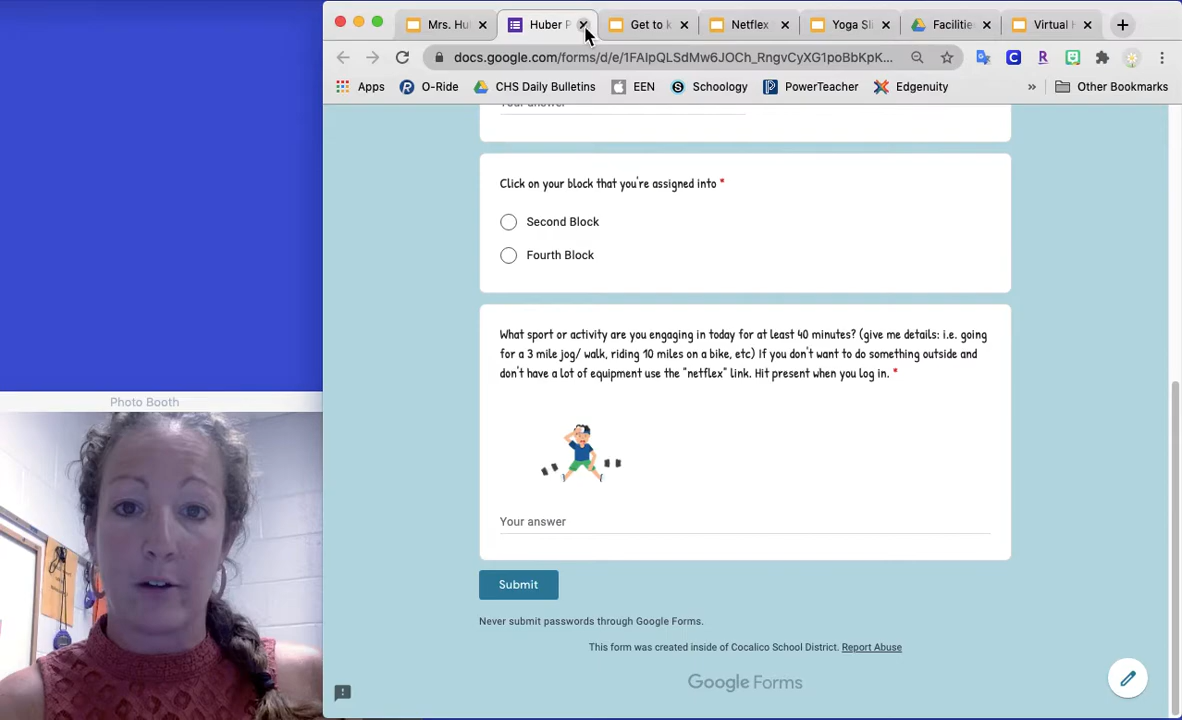 Mrs. Hu
Huber P
Get to k
Netflex
Yoga Sli
Facilitie
Virtual H
docs.google.com/forms/d/e/1FAIpQLSdMw6JOCh_RngvCyXG1poBbKpK...
Apps
O-Ride
CHS Daily Bulletins
EEN
Schoology
PowerTeacher
Edgenuity
»
Other Bookmarks
Your answer
Click on your block that you're assigned into *
Second Block
Fourth Block
What sport or activity are you engaging in today for at least 40 minutes? (give me details: i.e. going
for a 3 mile jog/ walk, riding 10 miles on a bike, etc) If you don't want to do something outside and
don't have a lot of equipment use the "netflex" link. Hit present when you log in. *
Your answer
Submit
Never submit passwords through Google Forms.
This form was created inside of Cocalico School District. Report Abuse
Google Forms
Photo Booth